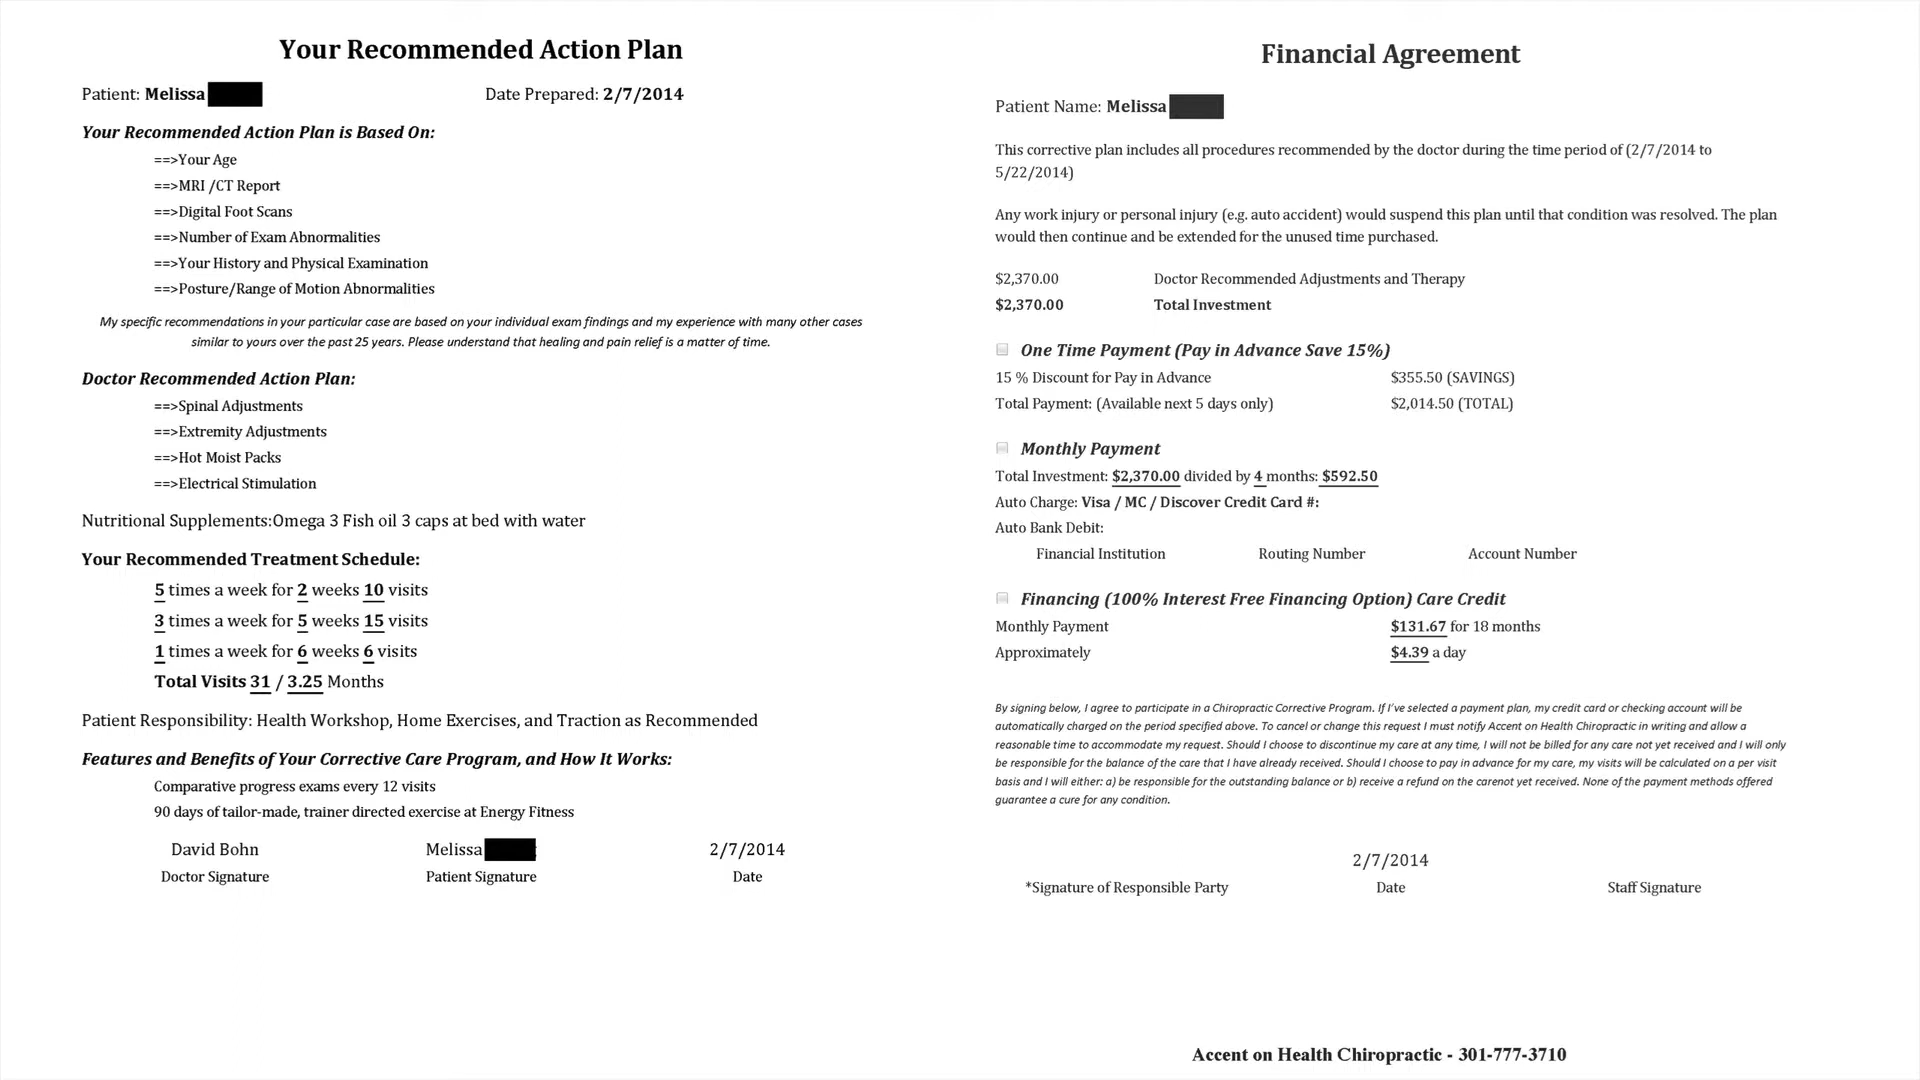 Your Recommended Action Plan
Patient: Melissa
Date Prepared: 2/7/2014
Your Recommended Action Plan is Based On:
==>Your Age
==>MRI /CT Report
==>Digital Foot Scans
==>Number of Exam Abnormalities
==>Your History and Physical Examination
==>Posture/Range of Motion Abnormalities
My specific recommendations in your particular case are based on your individual exam findings and my experience with many other cases
similar to yours over the past 25 years. Please understand that healing and pain relief is a matter of time.
Doctor Recommended Action Plan:
==>Spinal Adjustments
==>Extremity Adjustments
==>Hot Moist Packs
==>Electrical Stimulation
Nutritional Supplements:Omega 3 Fish oil 3 caps at bed with water
Your Recommended Treatment Schedule:
5 times a week for 2 weeks 10 visits
3 times a week for 5 weeks 15 visits
1 times a week for 6 weeks 6 visits
Total Visits 31 / 3.25 Months
Patient Responsibility: Health Workshop, Home Exercises, and Traction as Recommended
Features and Benefits of Your Corrective Care Program, and How It Works:
Comparative progress exams every 12 visits
90 days of tailor-made, trainer directed exercise at Energy Fitness
David Bohn Melissa 2/7/2014
Doctor Signature Patient Signature Date
Financial Agreement
Patient Name: Melissa
This corrective plan includes all procedures recommended by the doctor during the time period of (2/7/2014 to
5/22/2014)
Any work injury or personal injury (e.g. auto accident) would suspend this plan until that condition was resolved. The plan
would then continue and be extended for the unused time purchased.
$2,370.00 Doctor Recommended Adjustments and Therapy
$2,370.00 Total Investment
One Time Payment (Pay in Advance Save 15%)
15 % Discount for Pay in Advance $355.50 (SAVINGS)
Total Payment: (Available next 5 days only) $2,014.50 (TOTAL)
Monthly Payment
Total Investment: $2,370.00 divided by 4 months: $592.50
Auto Charge: Visa / MC / Discover Credit Card #:
Auto Bank Debit:
Financial Institution Routing Number Account Number
Financing (100% Interest Free Financing Option) Care Credit
Monthly Payment $131.67 for 18 months
Approximately $4.39 a day
By signing below, I agree to participate in a Chiropractic Corrective Program. If I've selected a payment plan, my credit card or checking account will be
automatically charged on the period specified above. To cancel or change this request I must notify Accent on Health Chiropractic in writing and allow a
reasonable time to accommodate my request. Should I choose to discontinue my care at any time, I will not be billed for any care not yet received and I will only
be responsible for the balance of the care that I have already received. Should I choose to pay in advance for my care, my visits will be calculated on a per visit
basis and I will either: a) be responsible for the outstanding balance or b) receive a refund on the carenot yet received. None of the payment methods offered
guarantee a cure for any condition.
2/7/2014
*Signature of Responsible Party Date Staff Signature
Accent on Health Chiropractic - 301-777-3710